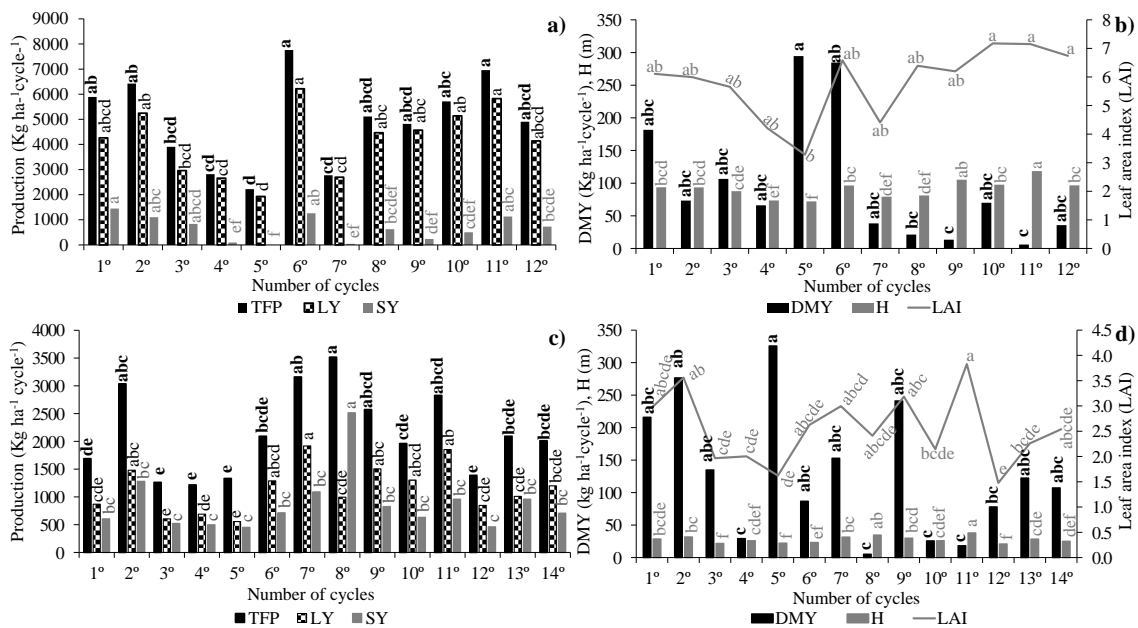 a)
Production (Kg ha-¹cycle-¹)
9000
8000
7000
6000
5000
4000
3000
2000
1000
0
ab abc a
ab ab abc
bcd bcd abcd
cd cd ef
d d f
a a ab
cd cd ef
abcd abc bcdef
abcd abc def
abc ab cdef
a a abc
abcd abcd
1º 2º 3º 4º 5º 6º 7º 8º 9º 10º 11º 12º
Number of cycles
TFP LY SY
b)
DMY (Kg ha-¹cycle-¹), H (m)
350
300
250
200
150
100
50
0
ab ab ab ab b ab ab ab ab a a a
abc abc abc abc a ab abc abc c abc c abc
bcd cde def f bc def def ab bc a bc
8
7
6
5
4
3
2
1
0
Leaf area index (LAI)
1º 2º 3º 4º 5º 6º 7º 8º 9º 10º 11º 12º
Number of cycles
DMY H LAI
c)
Production (Kg ha-¹ cycle-¹)
4000
3500
3000
2500
2000
1500
1000
500
0
de cde bc
abc abc bc
e e c
e de c
e e c
bcde abcd bc
ab a bc
a cde a
abcd abc bc
bcde abcd bc
abcd ab bc
e cde c
bcde bcde bc
bcde bc
1º 2º 3º 4º 5º 6º 7º 8º 9º 10º 11º 12º 13º 14º
Number of cycles
TFP LY SY
d)
DMY (kg ha-¹cycle-¹), H (m)
350
300
250
200
150
100
50
0
abcde ab cde cde de abcde abcd abcde abc bcde a e bcde abcde
abc ab abc c a abc abc c abc c c bc abc abc
bcde bc f cdef f ef bc ab bcd bcde a f cde def
4.5
4.0
3.5
3.0
2.5
2.0
1.5
1.0
0.5
0.0
Leaf area index (LAI)
1º 2º 3º 4º 5º 6º 7º 8º 9º 10º 11º 12º 13º 14º
Number of cycles
DMY H LAI